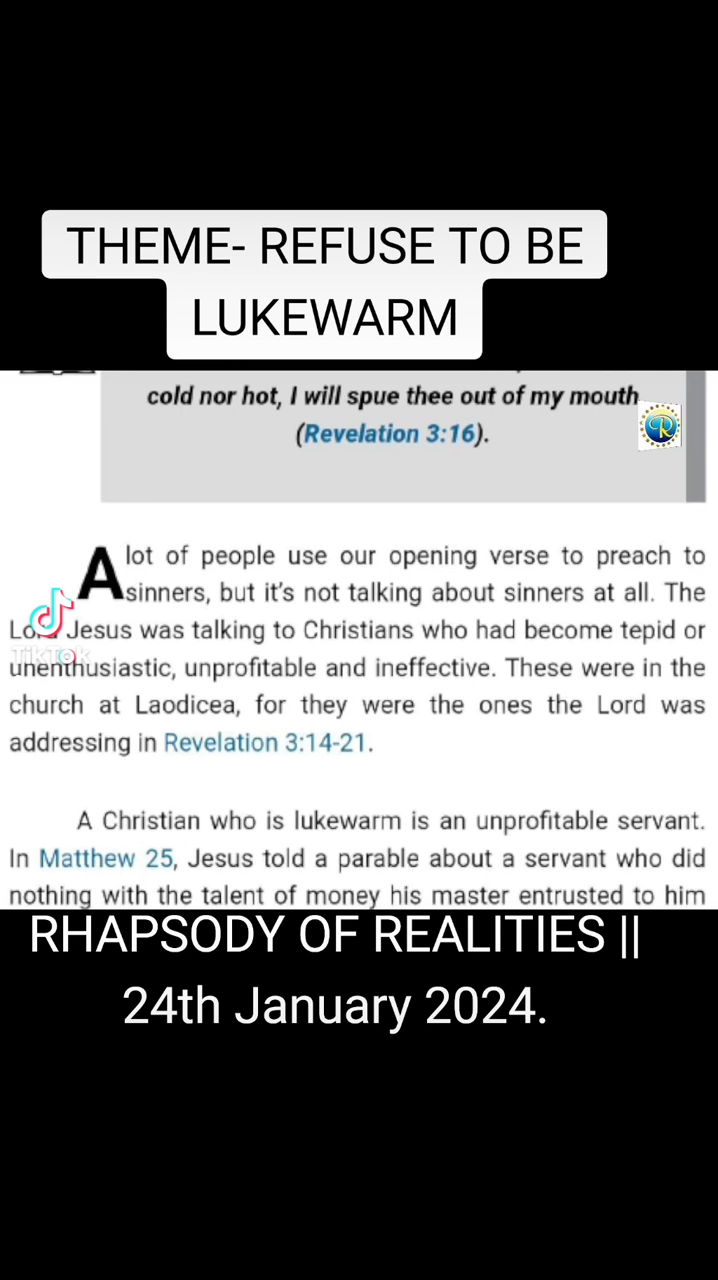 THEME- REFUSE TO BE
LUKEWARM
cold nor hot, I will spue thee out of my mouth
(Revelation 3:16).
A lot of people use our opening verse to preach to
sinners, but it's not talking about sinners at all. The
Lord Jesus was talking to Christians who had become tepid or
TikTok
unenthusiastic, unprofitable and ineffective. These were in the
church at Laodicea, for they were the ones the Lord was
addressing in Revelation 3:14-21.
A Christian who is lukewarm is an unprofitable servant.
In Matthew 25, Jesus told a parable about a servant who did
nothing with the talent of money his master entrusted to him
RHAPSODY OF REALITIES ||
24th January 2024.